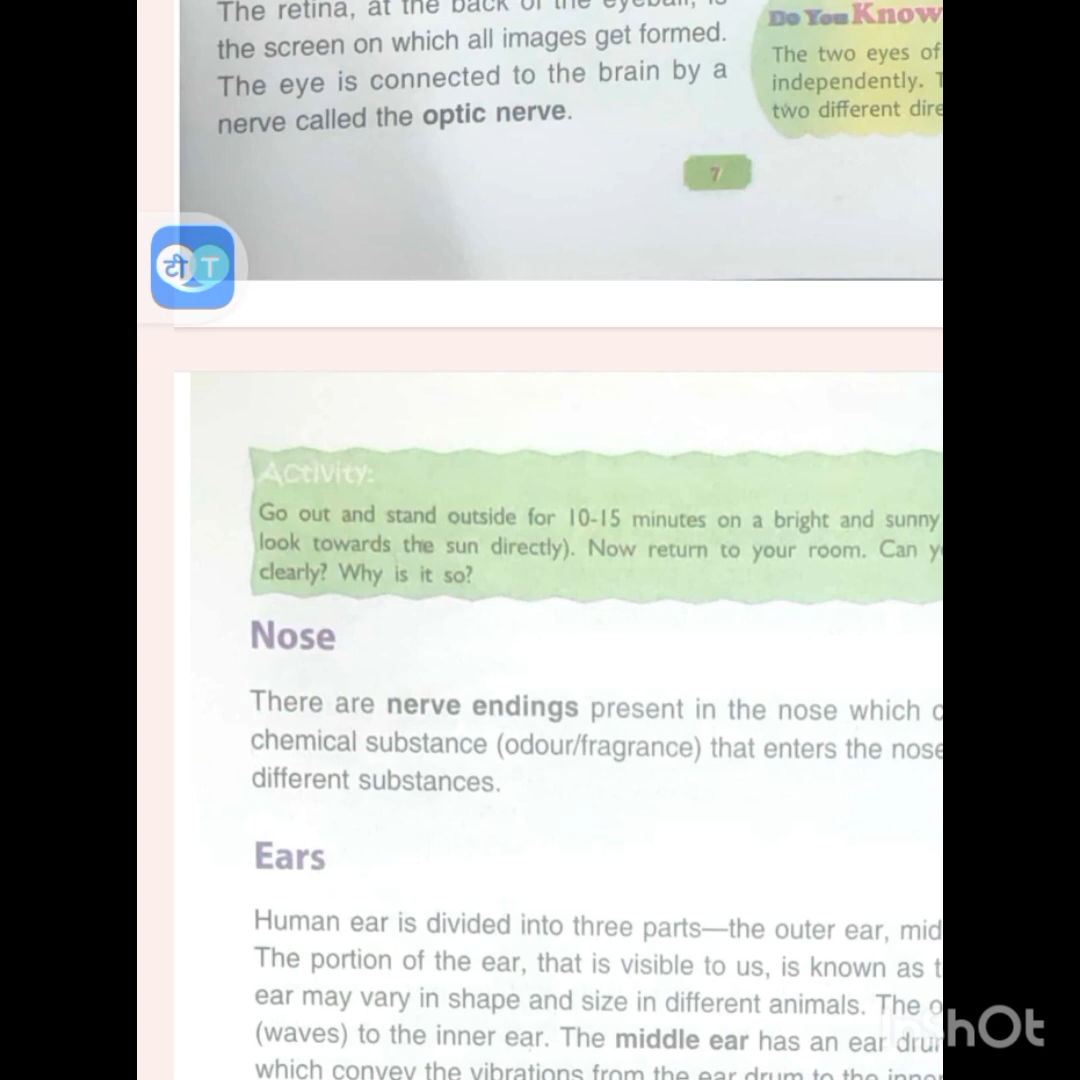 The retina, at the back of the eyeball, is
the screen on which all images get formed.
The eye is connected to the brain by a
nerve called the optic nerve.
Do You Know
The two eyes of
independently.
two different dire
7
टी T
Activity:
Go out and stand outside for 10-15 minutes on a bright and sunny
look towards the sun directly). Now return to your room. Can y
clearly? Why is it so?
Nose
There are nerve endings present in the nose which
chemical substance (odour/fragrance) that enters the nose
different substances.
Ears
Human ear is divided into three parts—the outer ear, mid
The portion of the ear, that is visible to us, is known as t
ear may vary in shape and size in different animals. The o
(waves) to the inner ear. The middle ear has an ear drum
which convey the vibrations from the ear drum to the inner
InShOt